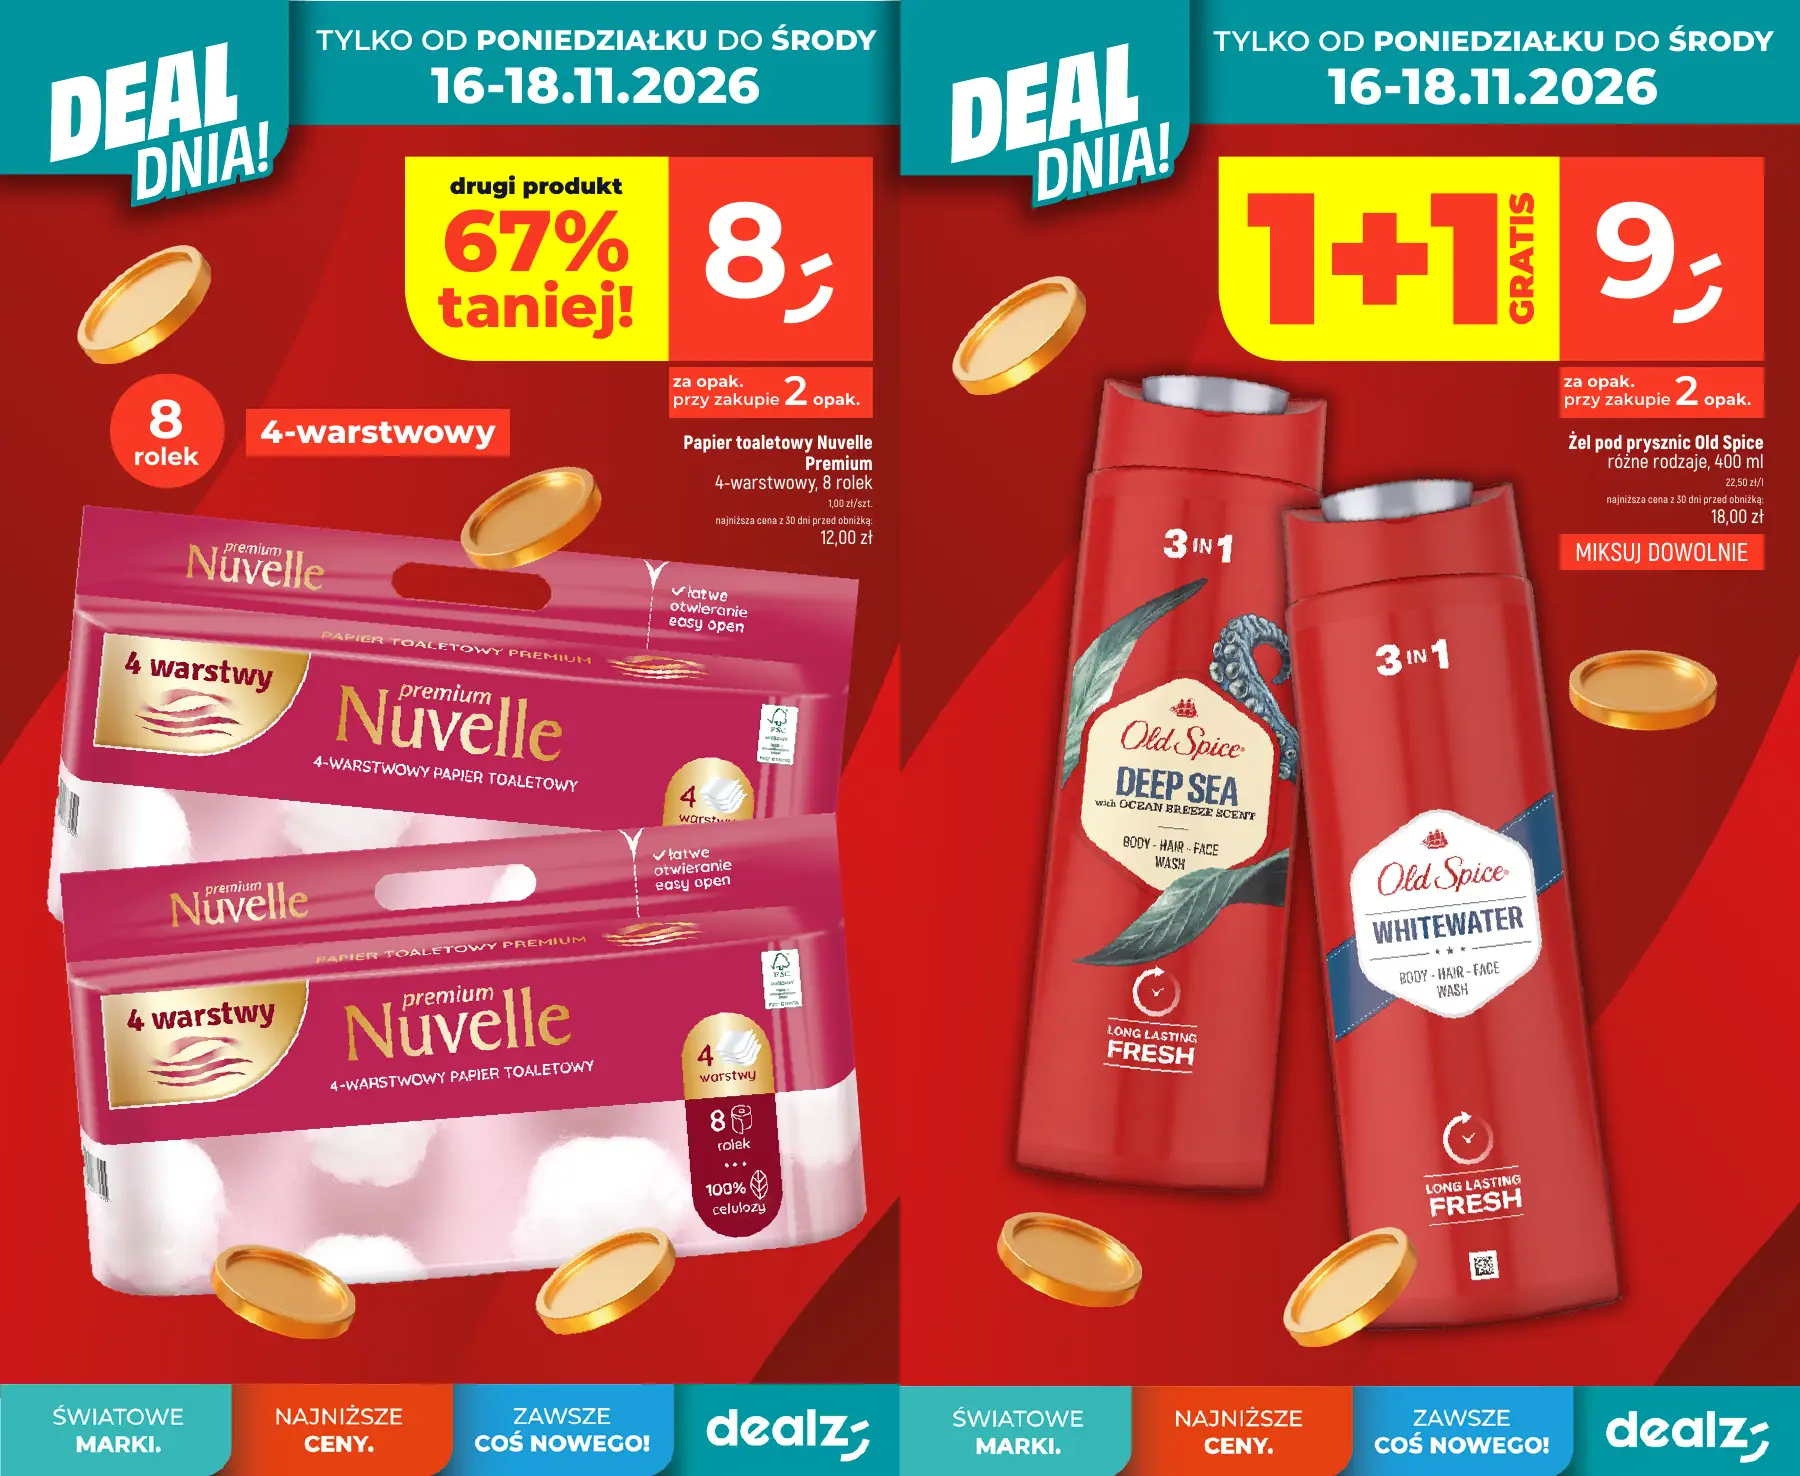 DEAL
DNIA!
TYLKO OD PONIEDZIAŁKU DO ŚRODY
16-18.11.2026
drugi produkt
67%
taniej!
8,-
za opak.
przy zakupie 2 opak.
8
rolek
4-warstwowy
Papier toaletowy Nuvelle
Premium
4-warstwowy, 8 rolek
1,00 zł/szt.
najniższa cena z 30 dni przed obniżką:
12,00 zł
premium
Nuvelle
łatwe
otwieranie
easy open
PAPIER TOALETOWY PREMIUM
4 warstwy
premium
Nuvelle
4-WARSTWOWY PAPIER TOALETOWY
FSC
4
warstwy
premium
Nuvelle
łatwe
otwieranie
easy open
PAPIER TOALETOWY PREMIUM
4 warstwy
premium
Nuvelle
4-WARSTWOWY PAPIER TOALETOWY
FSC
4
warstwy
8
rolek
100%
celulozy
ŚWIATOWE
MARKI.
NAJNIŻSZE
CENY.
ZAWSZE
COŚ NOWEGO!
dealz
DEAL
DNIA!
TYLKO OD PONIEDZIAŁKU DO ŚRODY
16-18.11.2026
1+1
GRATIS
9,-
za opak.
przy zakupie 2 opak.
Żel pod prysznic Old Spice
różne rodzaje, 400 ml
22,50 zł/l
najniższa cena z 30 dni przed obniżką:
18,00 zł
MIKSUJ DOWOLNIE
3 IN 1
Old Spice
DEEP SEA
with OCEAN BREEZE SCENT
BODY - HAIR - FACE
WASH
LONG LASTING
FRESH
3 IN 1
Old Spice
WHITEWATER
BODY - HAIR - FACE
WASH
LONG LASTING
FRESH
ŚWIATOWE
MARKI.
NAJNIŻSZE
CENY.
ZAWSZE
COŚ NOWEGO!
dealz